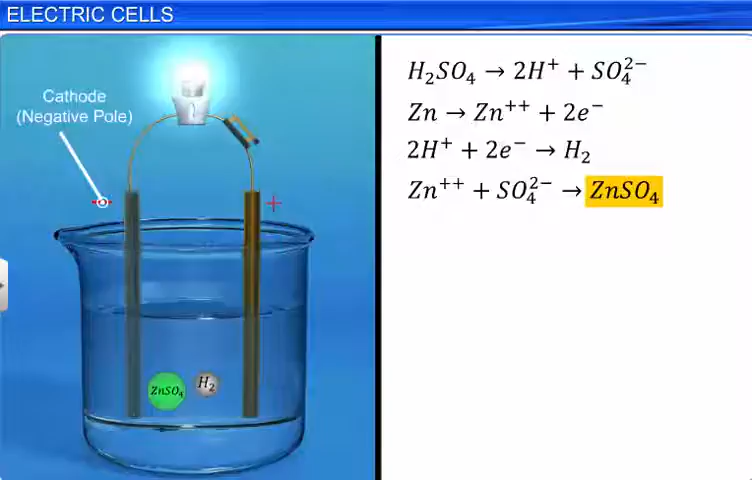 ELECTRIC CELLS
Cathode
(Negative Pole)
− +
ZnSO₄ H₂
H₂SO₄ → 2H⁺ + SO₄²⁻
Zn → Zn⁺⁺ + 2e⁻
2H⁺ + 2e⁻ → H₂
Zn⁺⁺ + SO₄²⁻ → ZnSO₄